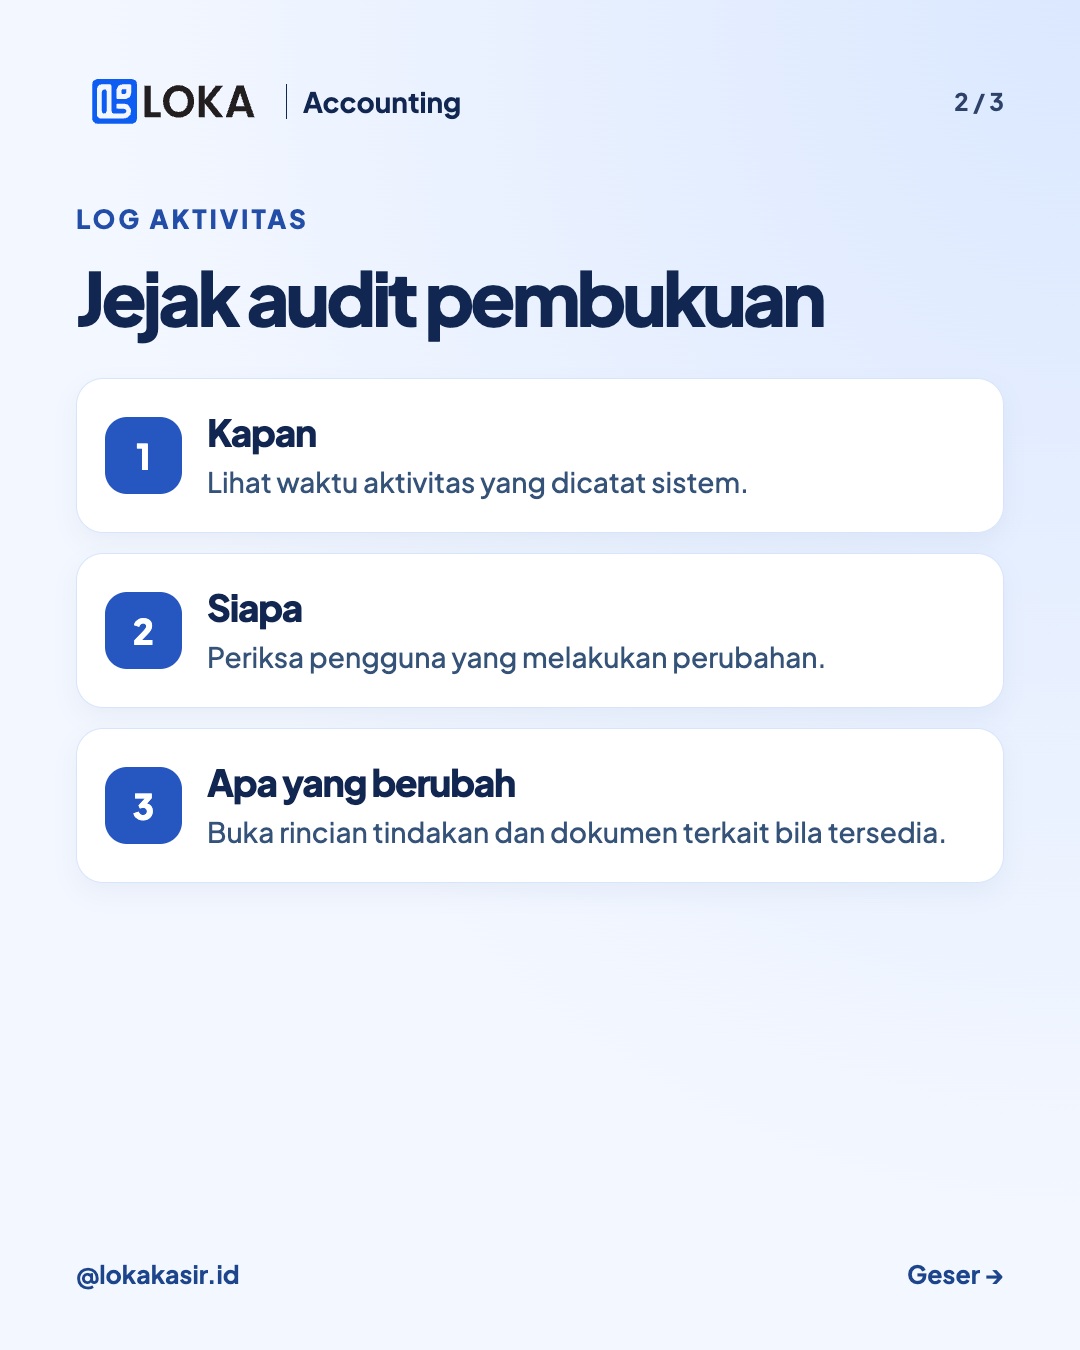 LOKA | Accounting
2 / 3
LOG AKTIVITAS
Jejak audit pembukuan
1
Kapan
Lihat waktu aktivitas yang dicatat sistem.
2
Siapa
Periksa pengguna yang melakukan perubahan.
3
Apa yang berubah
Buka rincian tindakan dan dokumen terkait bila tersedia.
@lokakasir.id
Geser →